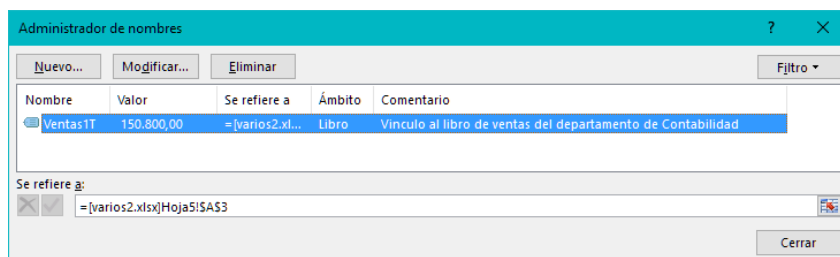 Administrador de nombres ? X
Nuevo... Modificar... Eliminar Filtro
Nombre Valor Se refiere a Ámbito Comentario
Ventas1T 150.800,00 =[varios2.xl... Libro Vinculo al libro de ventas del departamento de Contabilidad
Se refiere a:
=[varios2.xlsx]Hoja5!$A$3
Cerrar